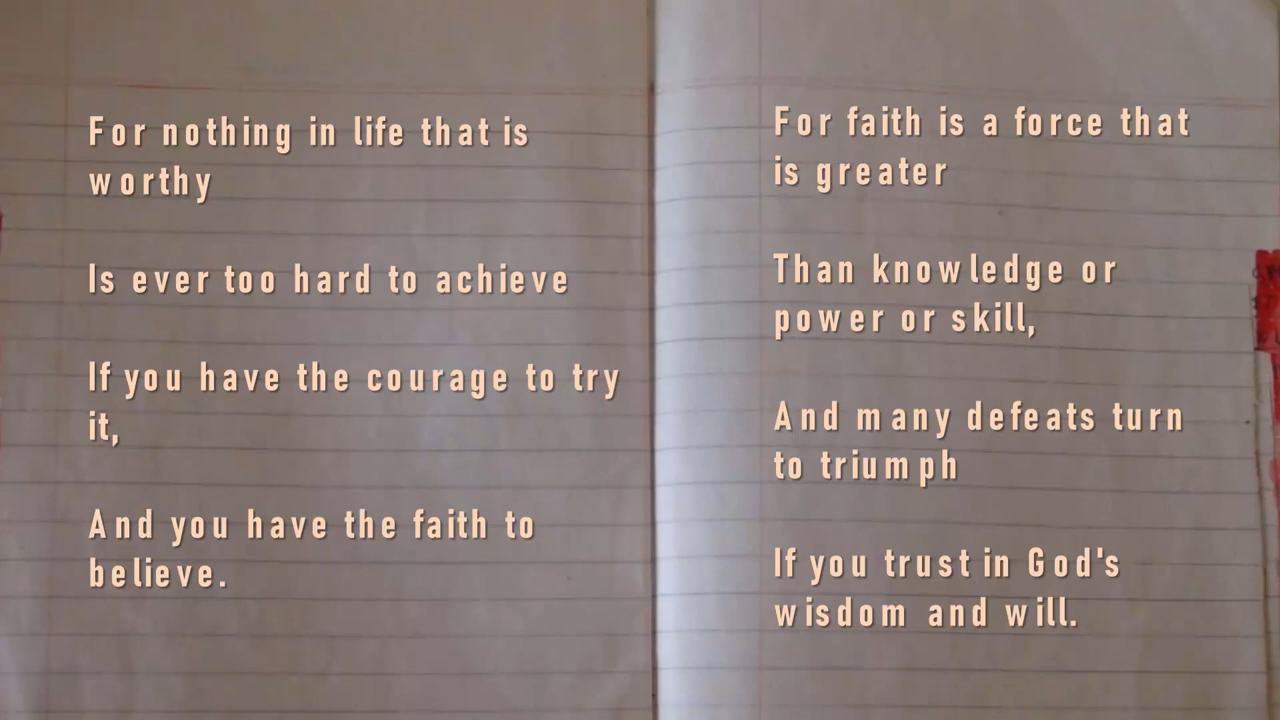 For nothing in life that is
worthy
Is ever too hard to achieve
If you have the courage to try
it,
And you have the faith to
believe.
For faith is a force that
is greater
Than knowledge or
power or skill,
And many defeats turn
to triumph
If you trust in God's
wisdom and will.